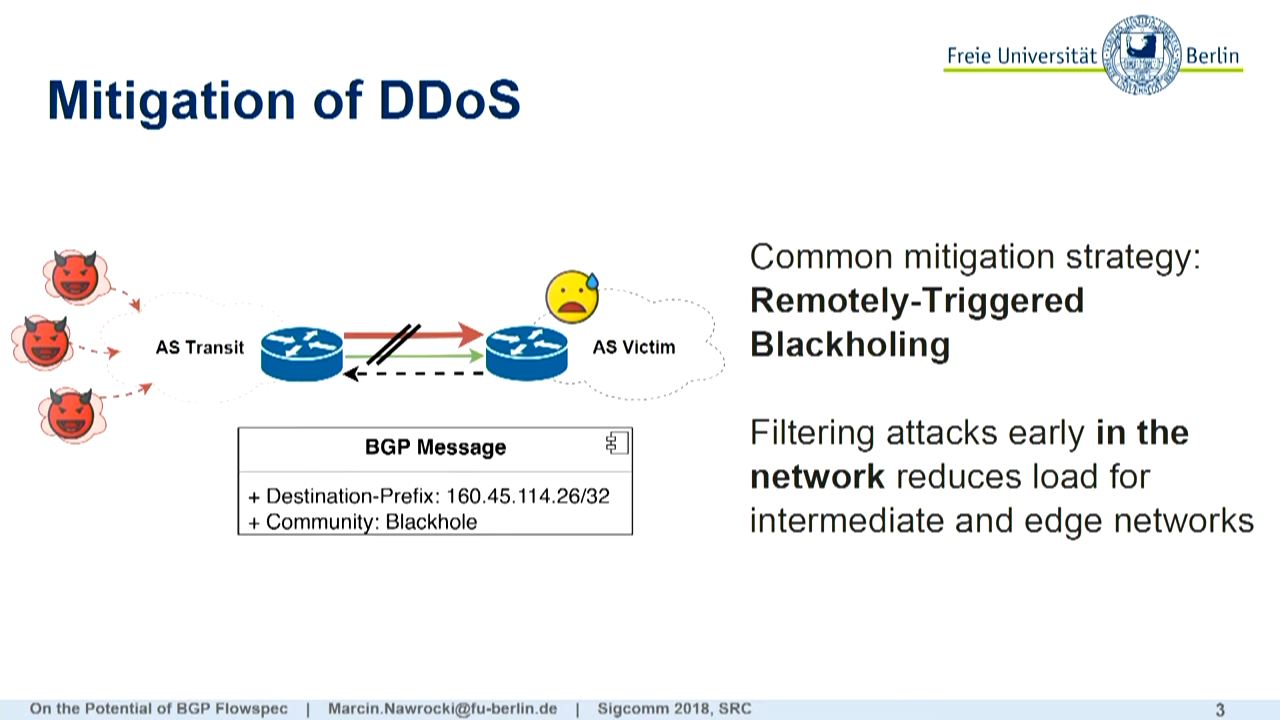 Freie Universität Berlin
Mitigation of DDoS
AS Transit
AS Victim
BGP Message
+ Destination-Prefix: 160.45.114.26/32
+ Community: Blackhole
Common mitigation strategy:
Remotely-Triggered
Blackholing
Filtering attacks early in the
network reduces load for
intermediate and edge networks
On the Potential of BGP Flowspec | Marcin.Nawrocki@fu-berlin.de | Sigcomm 2018, SRC
3